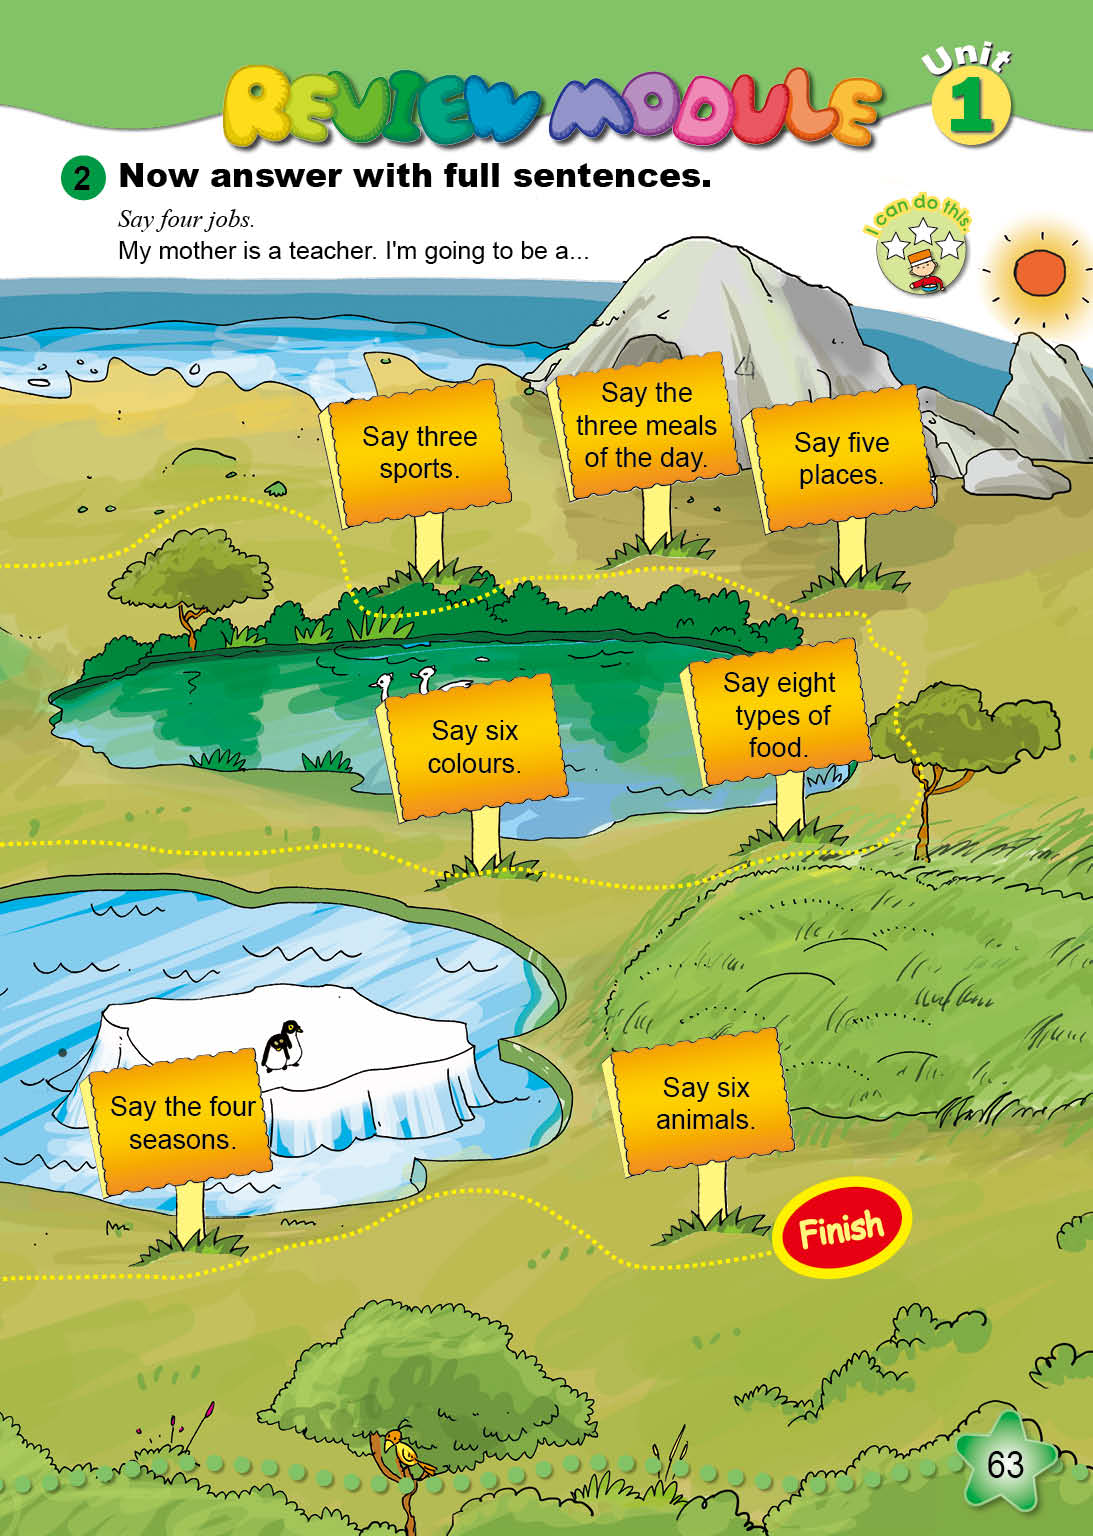 REVIEW MODULE
Unit
1
2 Now answer with full sentences.
Say four jobs.
My mother is a teacher. I'm going to be a...
I can do this.
Say three
sports.
Say the
three meals
of the day.
Say five
places.
Say six
colours.
Say eight
types of
food.
Say the four
seasons.
Say six
animals.
Finish
63